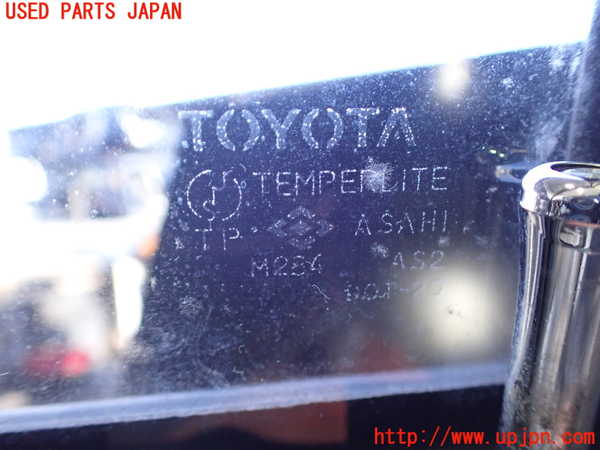 USED PARTS JAPAN
TOYOTA
TEMPERLITE
TP ASAHI
M284 AS2
http://www.upjpn.com/